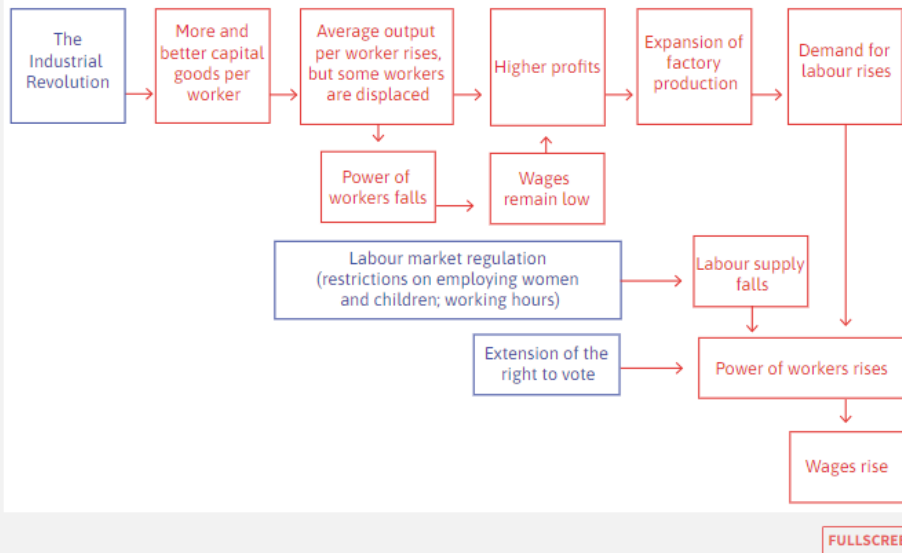 The
Industrial
Revolution
More and
better capital
goods per
worker
Average output
per worker rises,
but some workers
are displaced
Higher profits
Expansion of
factory
production
Demand for
labour rises
Power of
workers falls
Wages
remain low
Labour market regulation
(restrictions on employing women
and children; working hours)
Labour supply
falls
Extension of the
right to vote
Power of workers rises
Wages rise
FULLSCREE